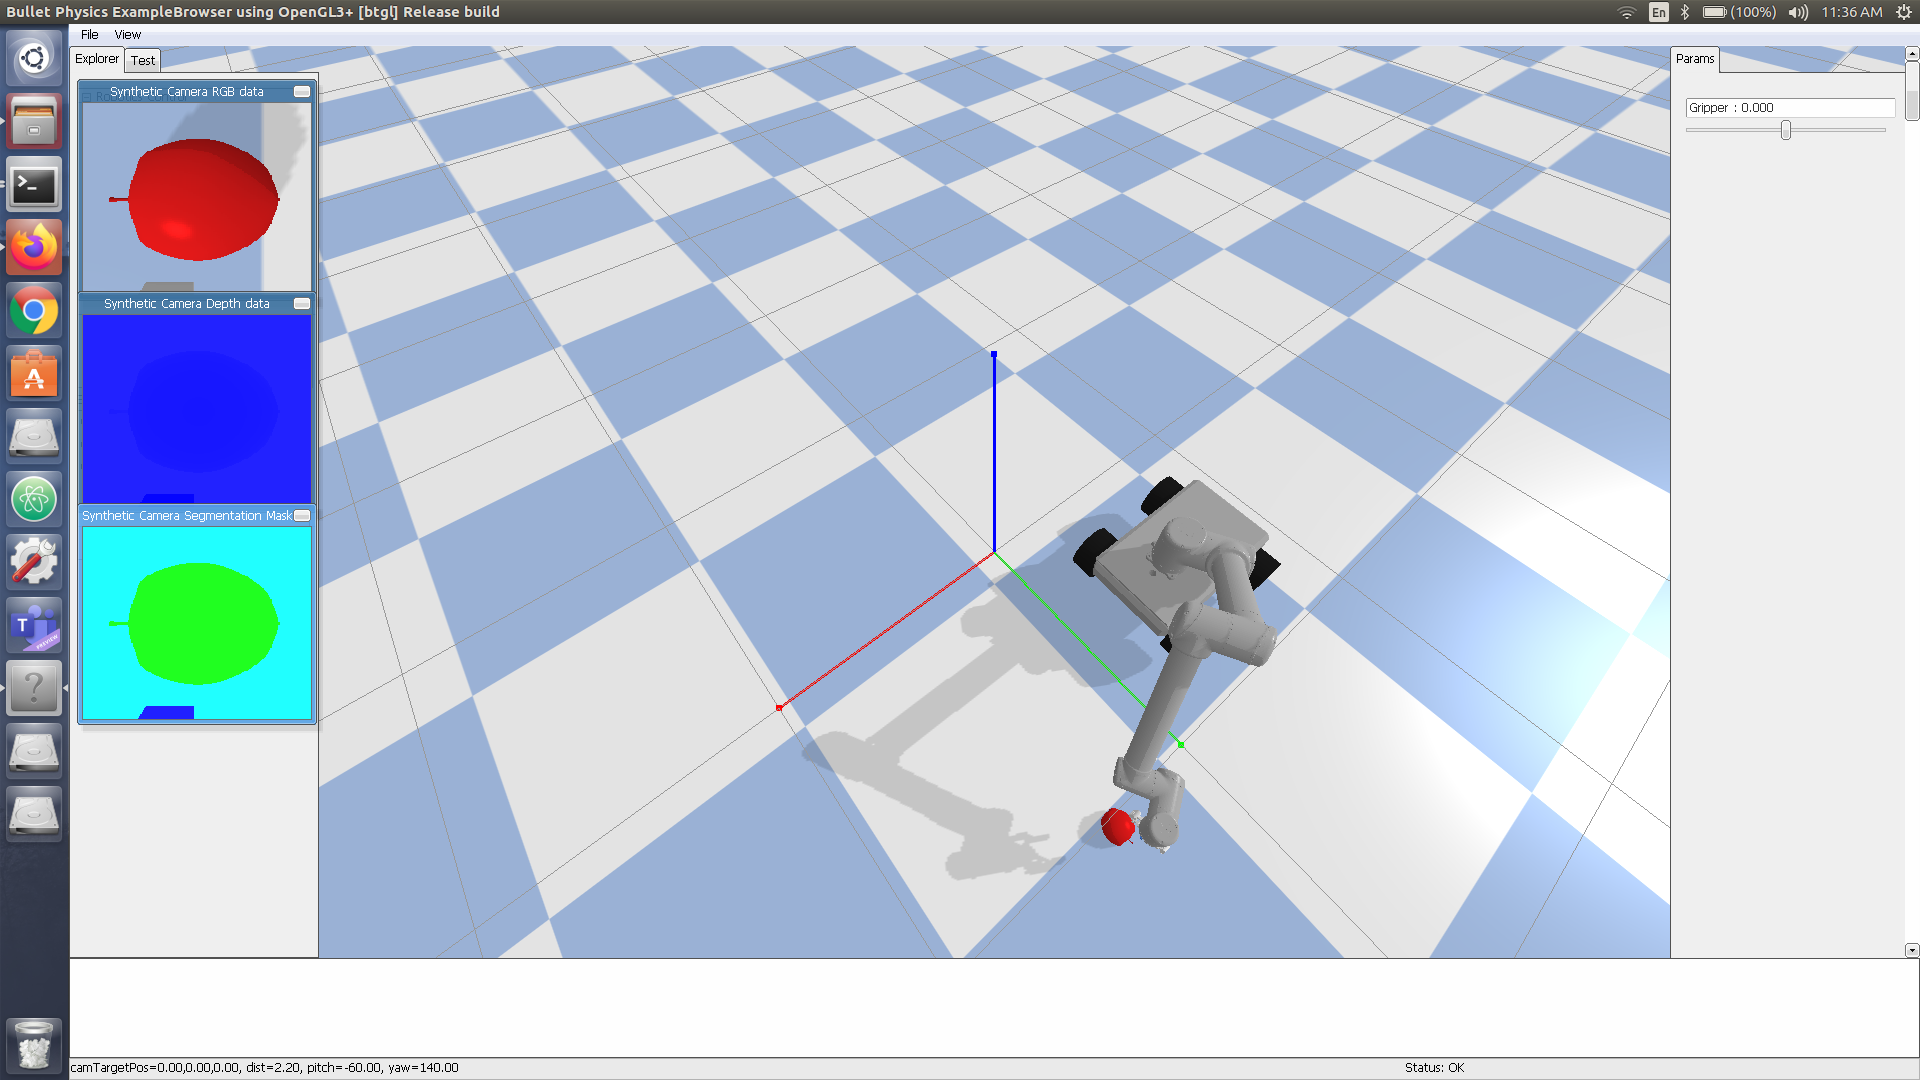 Bullet Physics ExampleBrowser using OpenGL3+ [btgl] Release build
En (100%) 11:36 AM
File View
Explorer Test
Params
Synthetic Camera RGB data
Gripper : 0.000
Synthetic Camera Depth data
Synthetic Camera Segmentation Mask
T
PREVIEW
?
camTargetPos=0.00,0.00,0.00, dist=2.20, pitch=-60.00, yaw=140.00
Status: OK